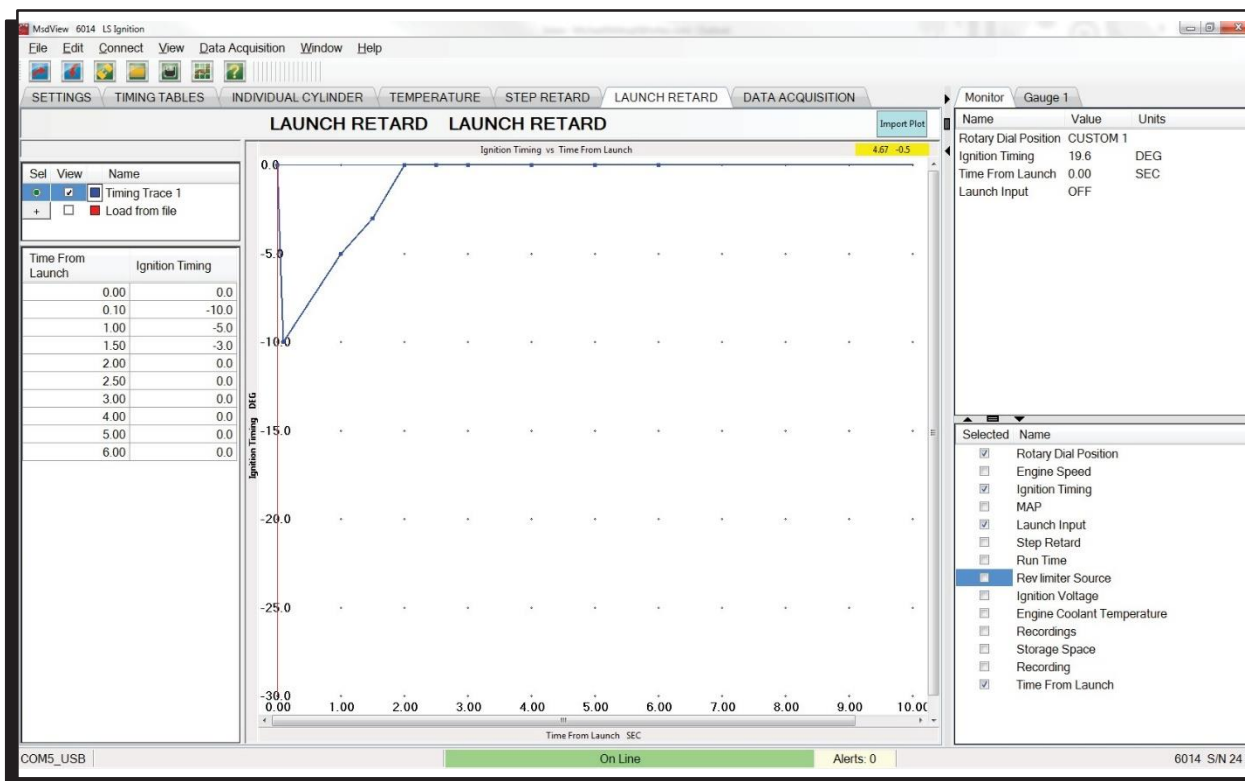 MsdView 6014 LS Ignition
File Edit Connect View Data Acquisition Window Help
SETTINGS TIMING TABLES INDIVIDUAL CYLINDER TEMPERATURE STEP RETARD LAUNCH RETARD DATA ACQUISITION
LAUNCH RETARD LAUNCH RETARD
Import Plot
Sel View Name
Timing Trace 1
+ Load from file
Time From Launch Ignition Timing
0.00 0.0
0.10 -10.0
1.00 -5.0
1.50 -3.0
2.00 0.0
2.50 0.0
3.00 0.0
4.00 0.0
5.00 0.0
6.00 0.0
Ignition Timing vs Time From Launch
4.67 -0.5
0.0
-5.0
-10.0
-15.0
-20.0
-25.0
-30.0
Ignition Timing DEG
0.00 1.00 2.00 3.00 4.00 5.00 6.00 7.00 8.00 9.00 10.00
Time From Launch SEC
Monitor Gauge 1
Name Value Units
Rotary Dial Position CUSTOM 1
Ignition Timing 19.6 DEG
Time From Launch 0.00 SEC
Launch Input OFF
Selected Name
Rotary Dial Position
Engine Speed
Ignition Timing
MAP
Launch Input
Step Retard
Run Time
Rev limiter Source
Ignition Voltage
Engine Coolant Temperature
Recordings
Storage Space
Recording
Time From Launch
COM5_USB On Line Alerts: 0 6014 S/N 24